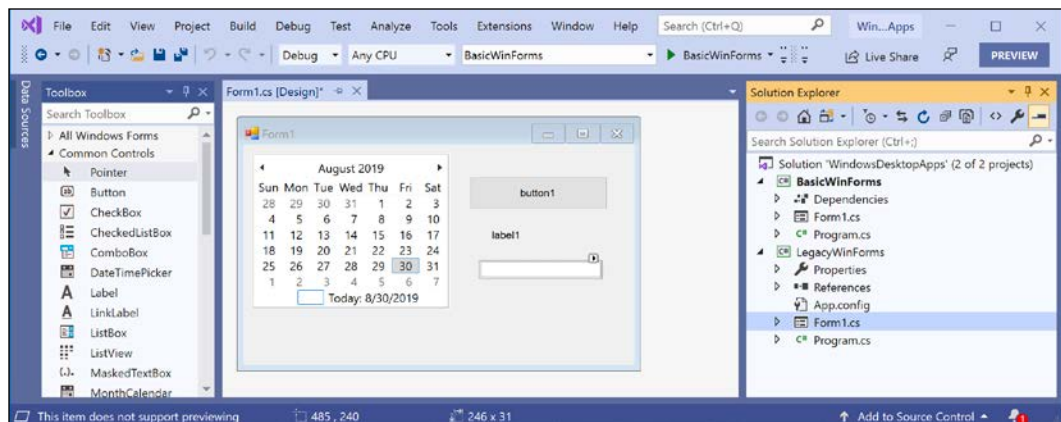 File Edit View Project Build Debug Test Analyze Tools Extensions Window Help Search (Ctrl+Q) Win...Apps
Debug Any CPU BasicWinForms BasicWinForms Live Share PREVIEW
Data Sources
Toolbox
Search Toolbox
All Windows Forms
Common Controls
Pointer
Button
CheckBox
CheckedListBox
ComboBox
DateTimePicker
Label
LinkLabel
ListBox
ListView
MaskedTextBox
MonthCalendar
Form1.cs [Design]*
Form1
August 2019
Sun Mon Tue Wed Thu Fri Sat
28 29 30 31 1 2 3
4 5 6 7 8 9 10
11 12 13 14 15 16 17
18 19 20 21 22 23 24
25 26 27 28 29 30 31
1 2 3 4 5 6 7
Today: 8/30/2019
button1
label1
Solution Explorer
Search Solution Explorer (Ctrl+;)
Solution 'WindowsDesktopApps' (2 of 2 projects)
C# BasicWinForms
Dependencies
Form1.cs
C# Program.cs
C# LegacyWinForms
Properties
References
App.config
Form1.cs
C# Program.cs
This item does not support previewing 485 , 240 246 x 31 Add to Source Control 1